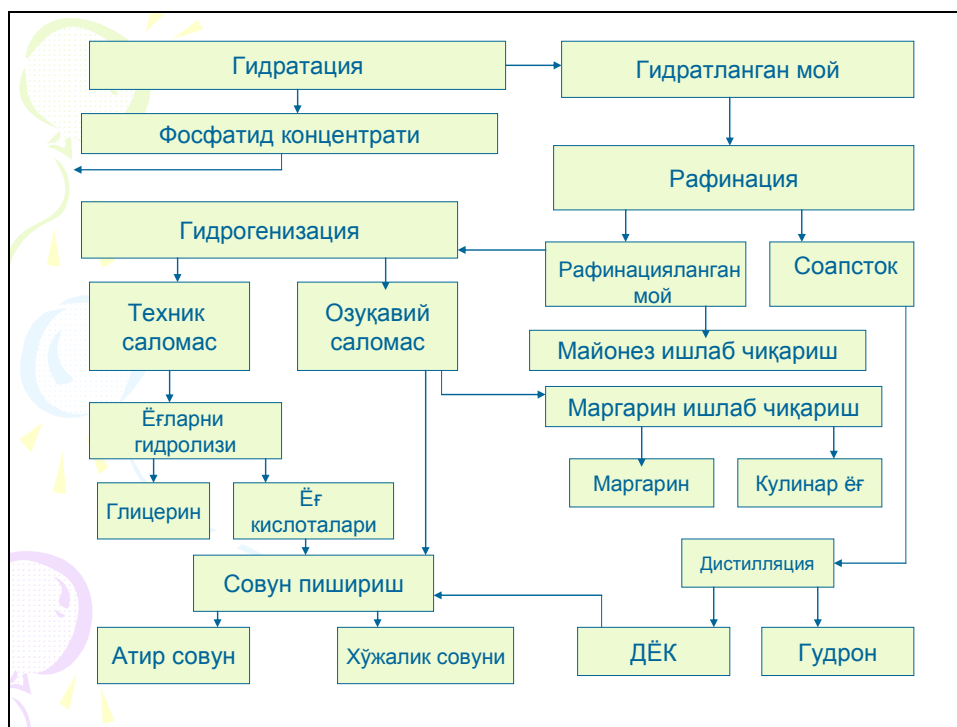 Гидратация
Гидратланган мой
Фосфатид концентрати
Рафинация
Гидрогенизация
Рафинацияланган
мой
Соапсток
Техник
саломас
Озуқавий
саломас
Майонез ишлаб чиқариш
Маргарин ишлаб чиқариш
Ёғларни
гидролизи
Маргарин
Кулинар ёғ
Глицерин
Ёғ
кислоталари
Дистилляция
Совун пишириш
Атир совун
Хўжалик совуни
ДЁК
Гудрон